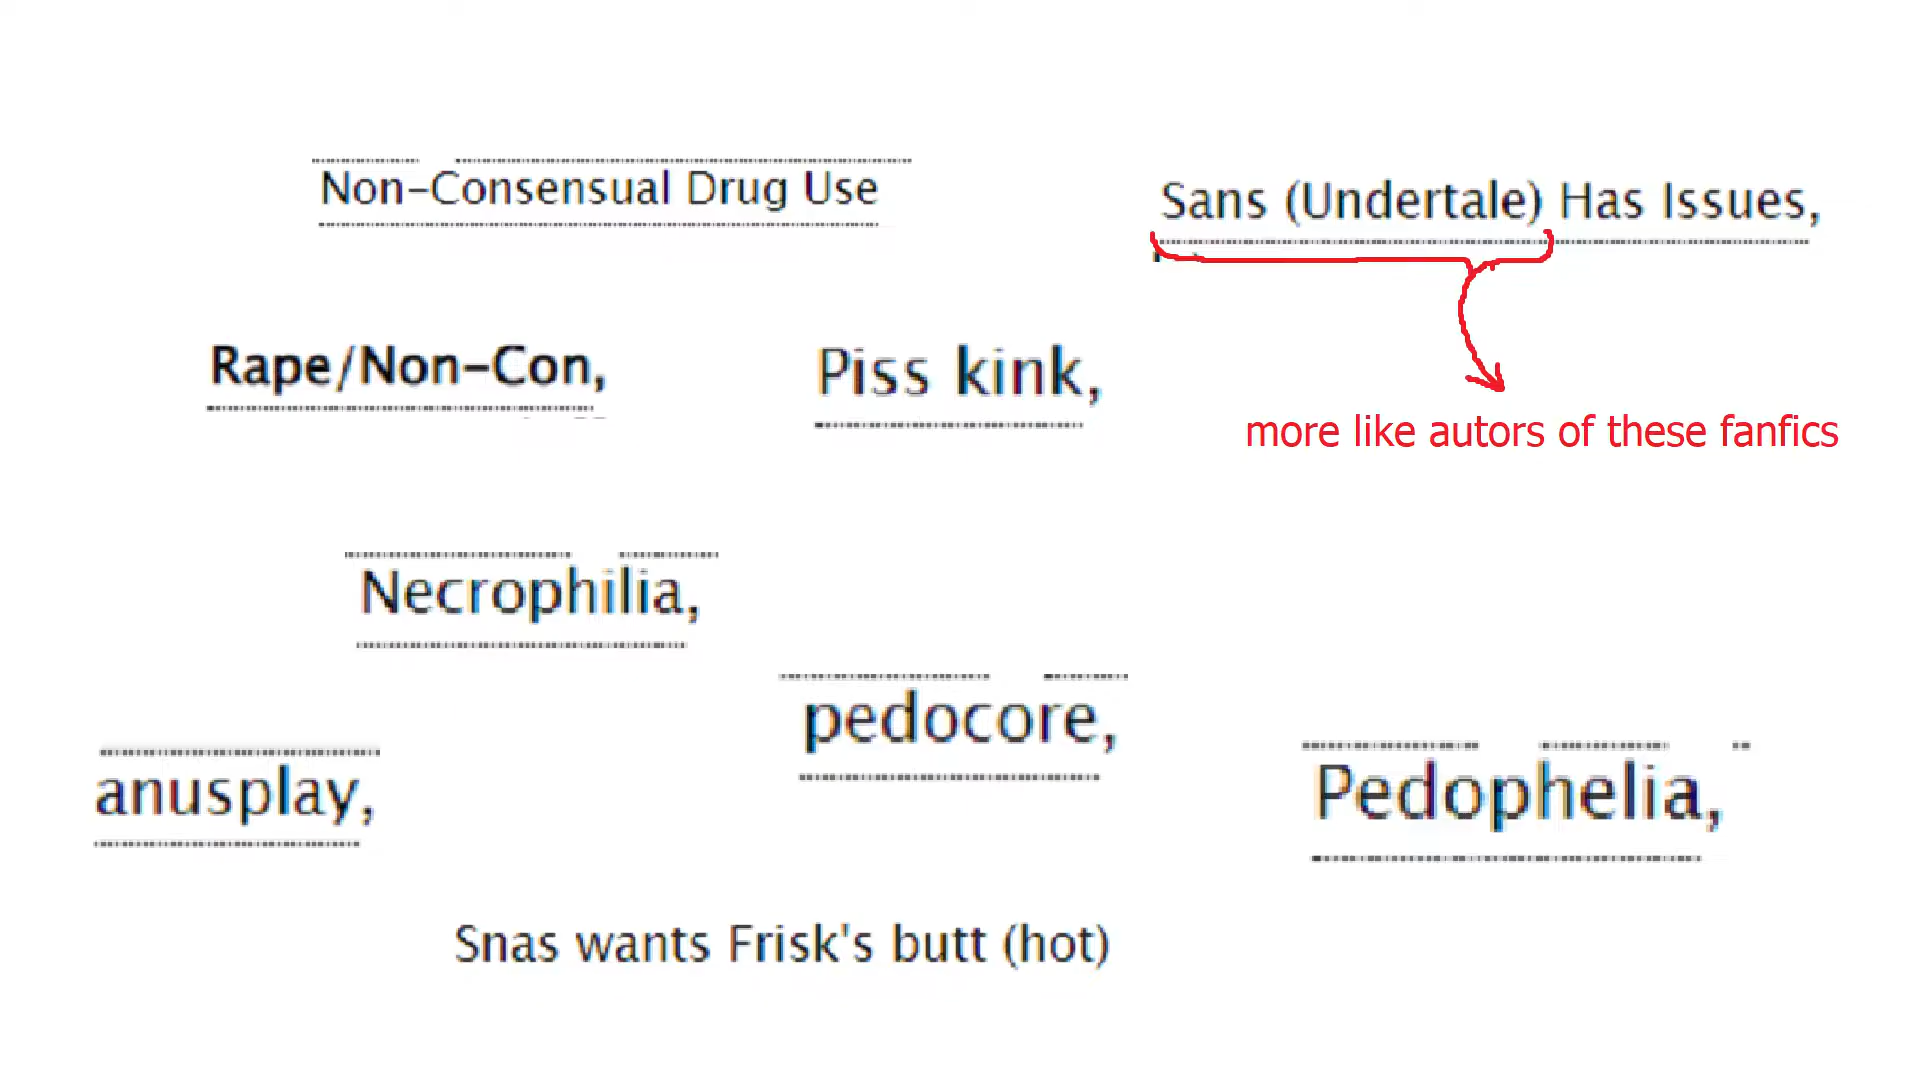 Non-Consensual Drug Use
Sans (Undertale) Has Issues,
Rape/Non-Con,
Piss kink,
more like autors of these fanfics
Necrophilia,
pedocore,
anusplay,
Pedophelia,
Snas wants Frisk's butt (hot)